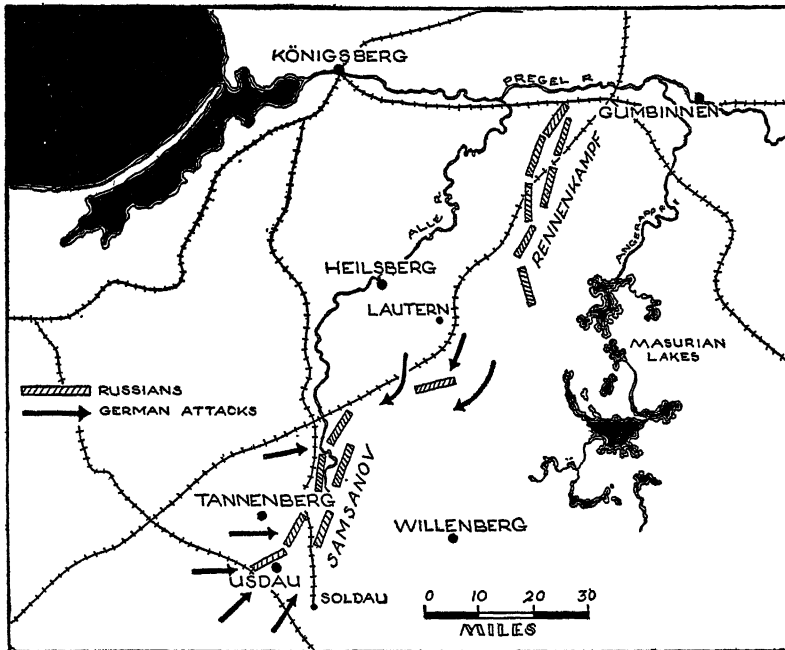 KÖNIGSBERG
PREGEL R.
GUMBINNEN
RENNENKAMPF
ALLE R.
ANGERAPP R.
HEILSBERG
LAUTERN
MASURIAN
LAKES
RUSSIANS
GERMAN ATTACKS
TANNENBERG
SAMSANOV
WILLENBERG
USDAU
SOLDAU
0 10 20 30
MILES